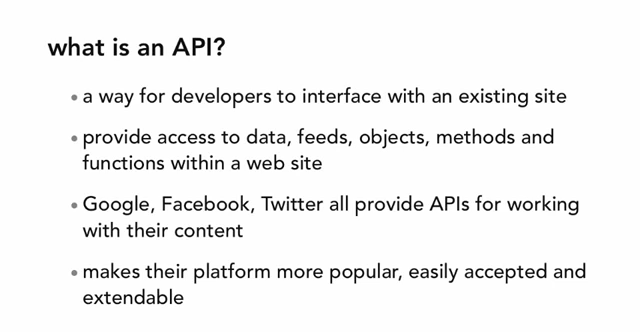 what is an API?
• a way for developers to interface with an existing site
• provide access to data, feeds, objects, methods and
functions within a web site
• Google, Facebook, Twitter all provide APIs for working
with their content
• makes their platform more popular, easily accepted and
extendable